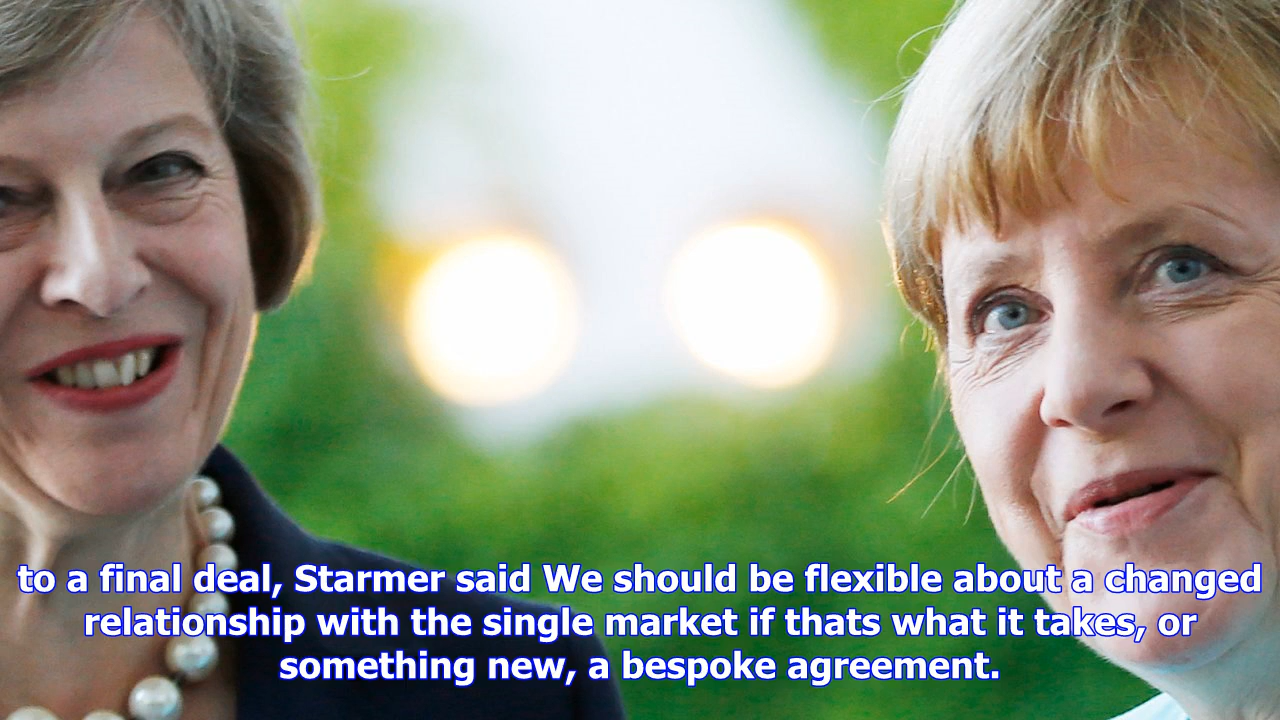 to a final deal, Starmer said We should be flexible about a changed
relationship with the single market if thats what it takes, or
something new, a bespoke agreement.